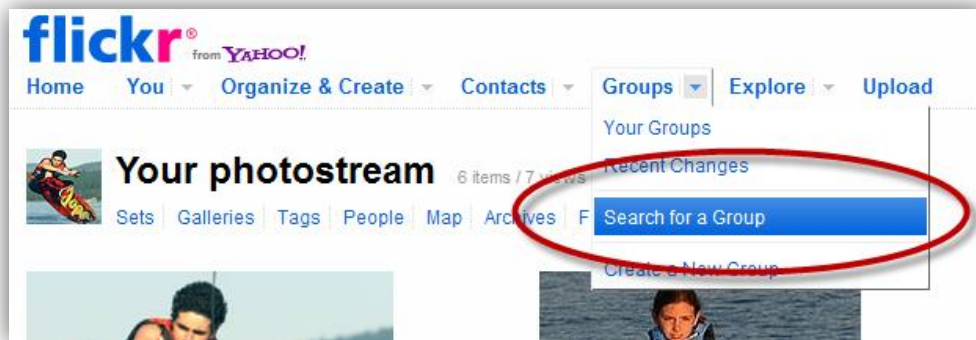 flickr® from YAHOO!
Home You Organize & Create Contacts Groups Explore Upload
Your Groups
Recent Changes
Search for a Group
Create a New Group
Your photostream 6 items / 7 views
Sets Galleries Tags People Map Archives F